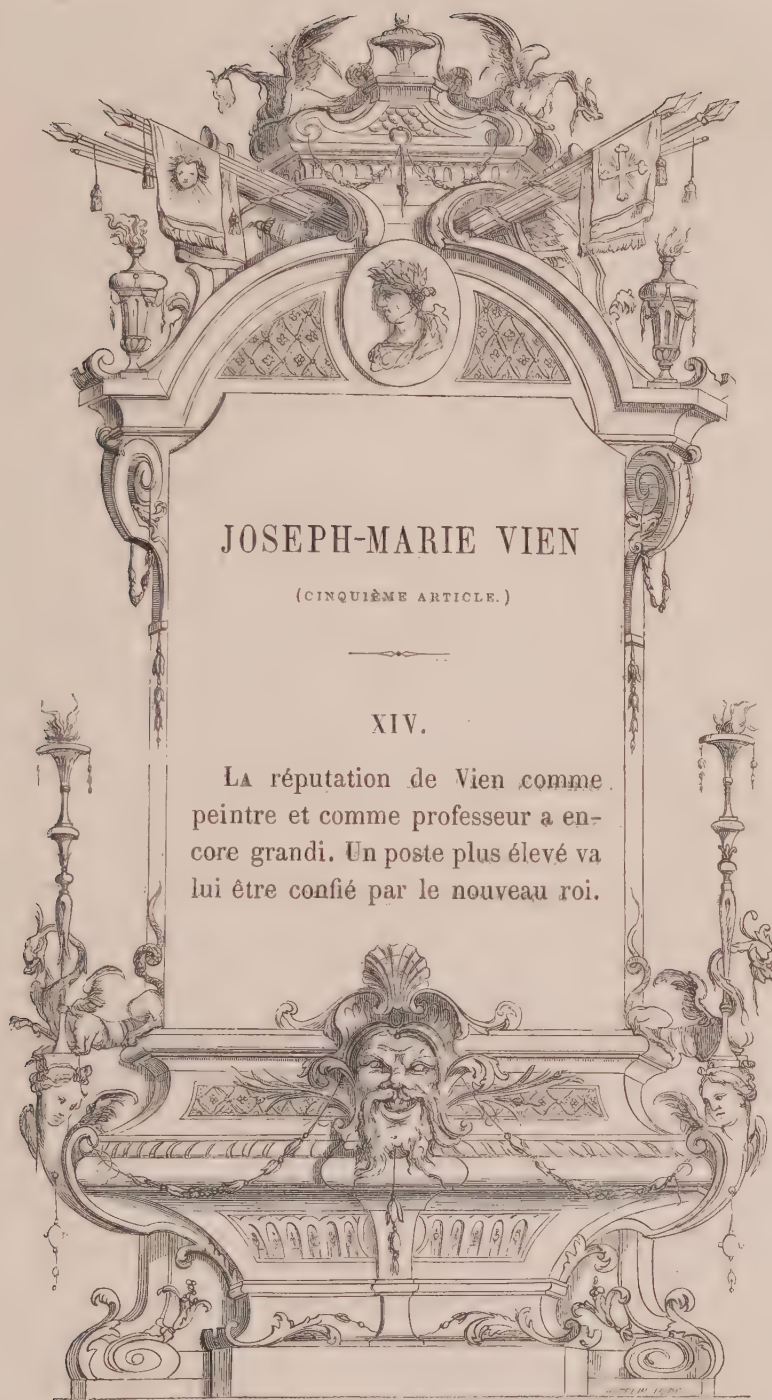 JOSEPH-MARIE VIEN
(CINQUIÈME ARTICLE.)
XIV.
LA réputation de Vien comme
peintre et comme professeur a en-
core grandi. Un poste plus élevé va
lui être confié par le nouveau roi.